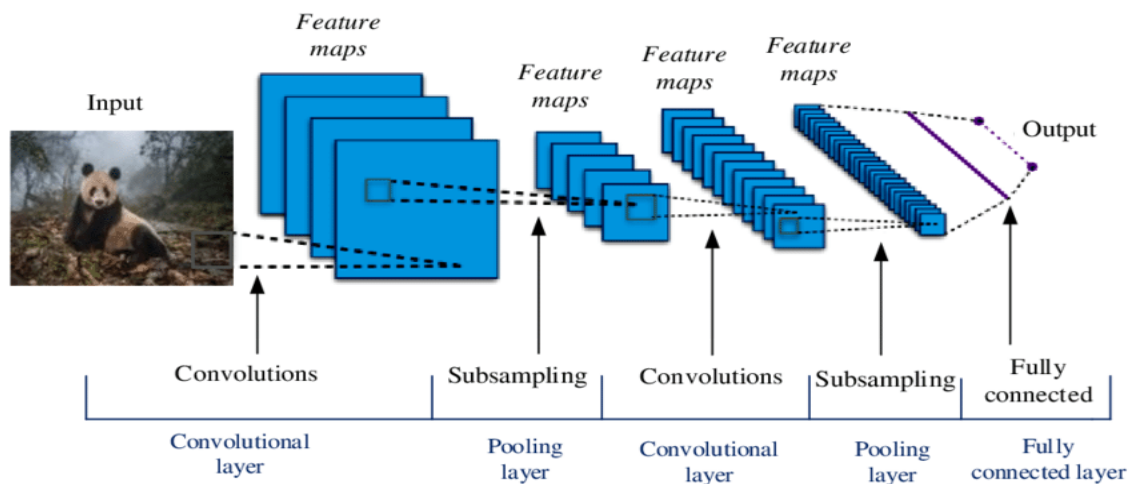 Feature
maps
Feature
maps
Feature
maps
Feature
maps
Input
Output
Convolutions
Subsampling
Convolutions
Subsampling
Fully
connected
Convolutional
layer
Pooling
layer
Convolutional
layer
Pooling
layer
Fully
connected layer